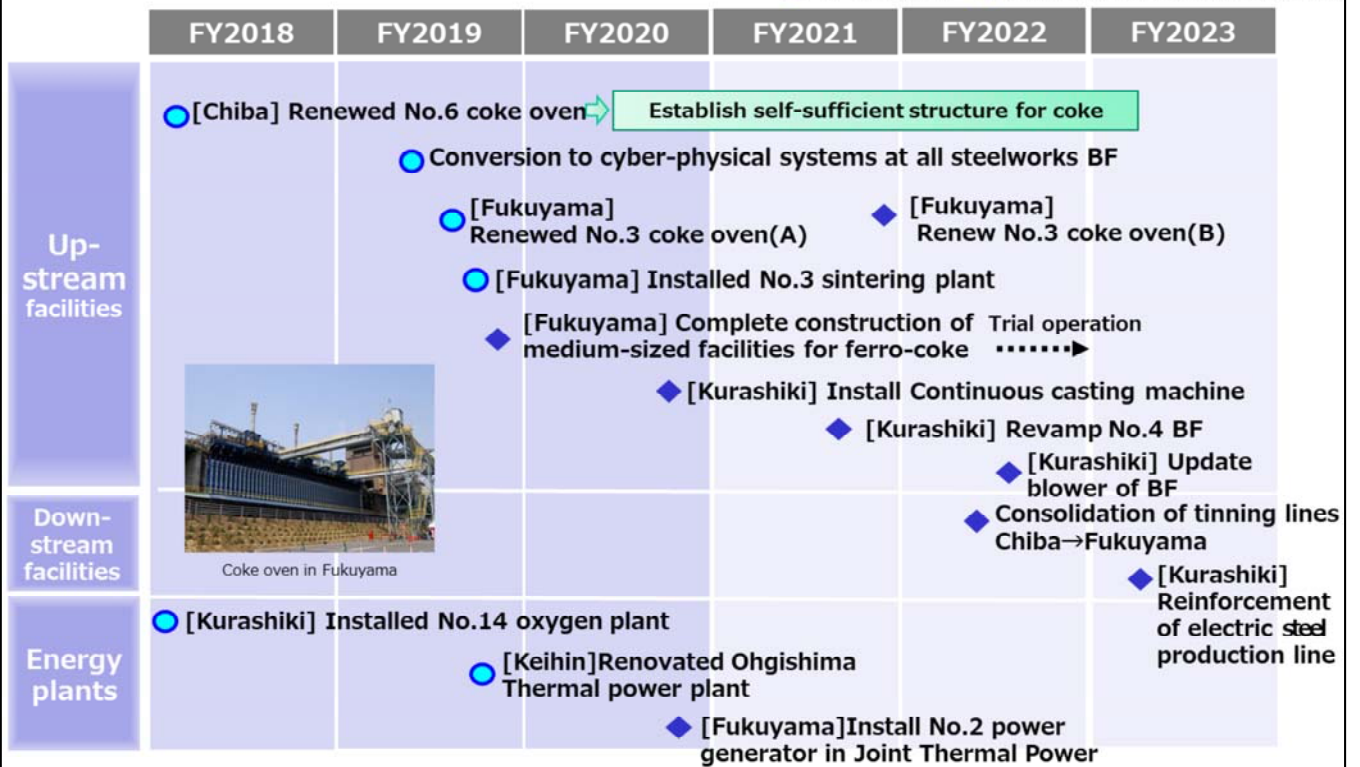 FY2018 FY2019 FY2020 FY2021 FY2022 FY2023
Up-
stream
facilities
[Chiba] Renewed No.6 coke oven
Establish self-sufficient structure for coke
Conversion to cyber-physical systems at all steelworks BF
[Fukuyama]
Renewed No.3 coke oven(A)
[Fukuyama]
Renew No.3 coke oven(B)
[Fukuyama] Installed No.3 sintering plant
[Fukuyama] Complete construction of
medium-sized facilities for ferro-coke
Trial operation
[Kurashiki] Install Continuous casting machine
[Kurashiki] Revamp No.4 BF
[Kurashiki] Update
blower of BF
Coke oven in Fukuyama
Down-
stream
facilities
Consolidation of tinning lines
Chiba→Fukuyama
[Kurashiki]
Reinforcement
of electric steel
production line
Energy
plants
[Kurashiki] Installed No.14 oxygen plant
[Keihin]Renovated Ohgishima
Thermal power plant
[Fukuyama]Install No.2 power
generator in Joint Thermal Power